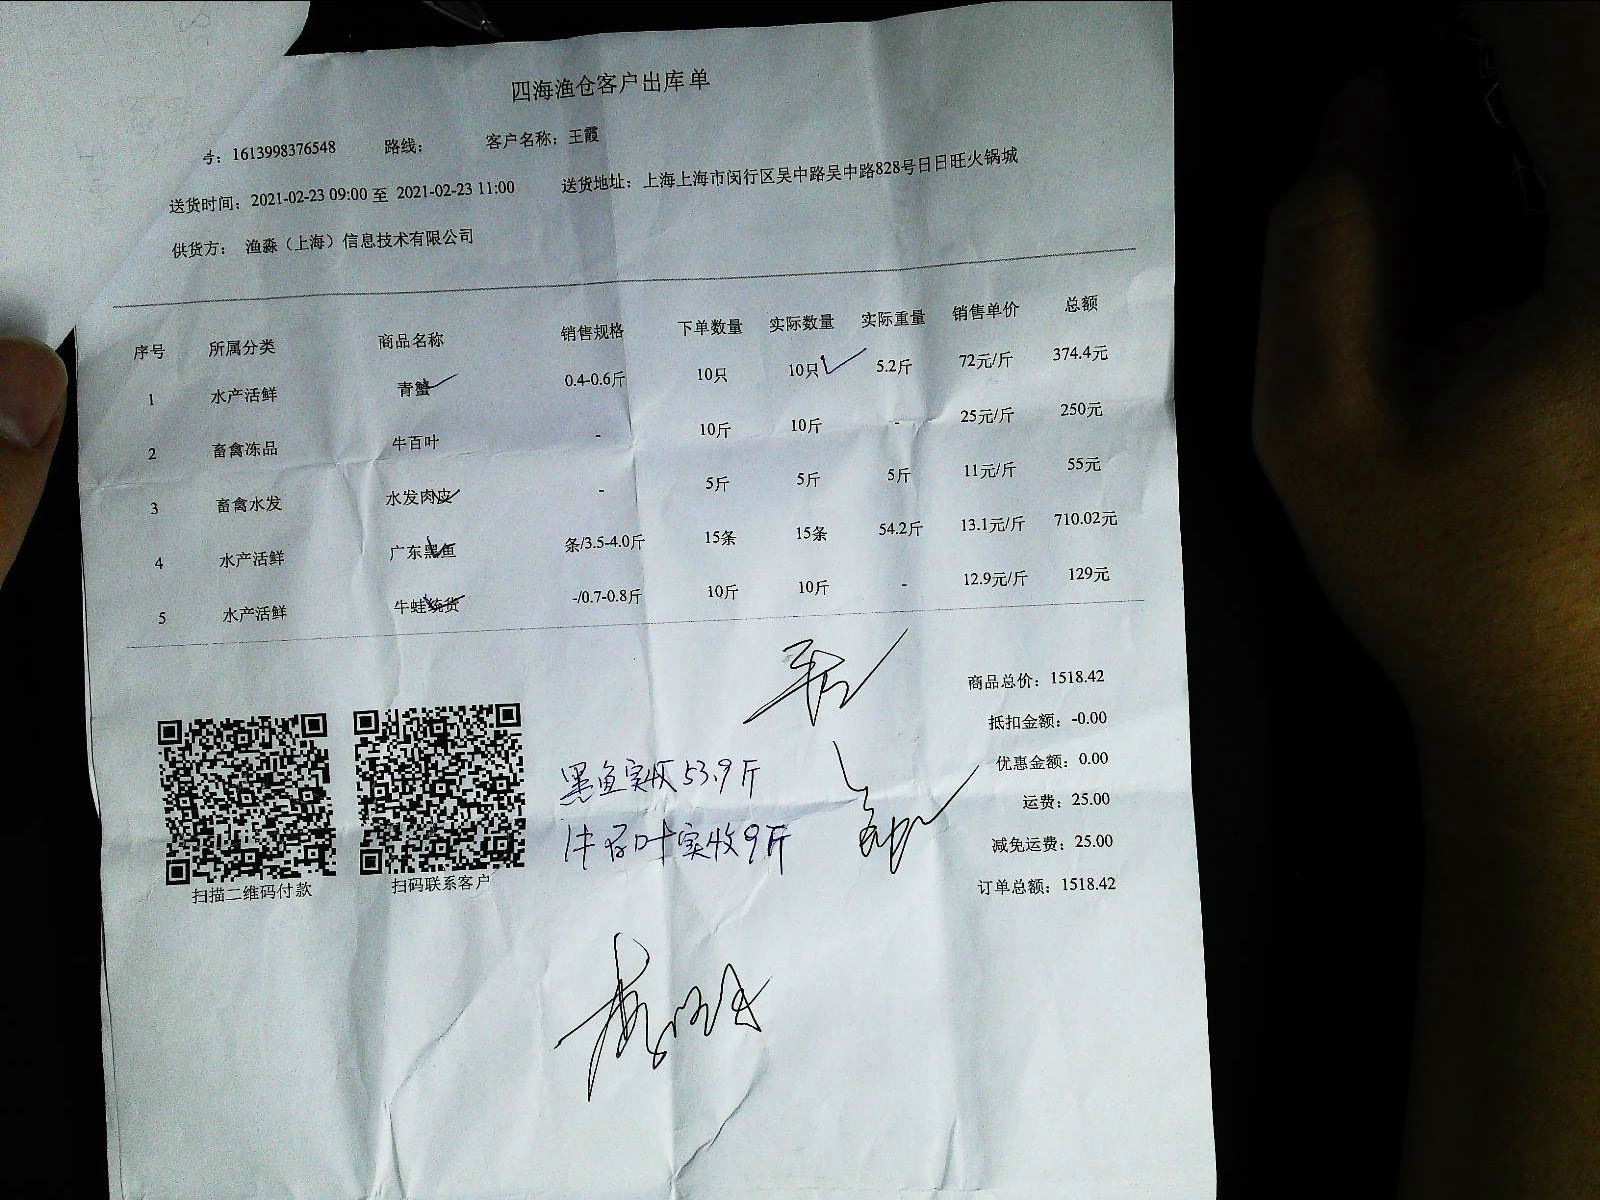 四海渔仓客户出库单
号：1613998376548 路线： 客户名称：王霞
送货时间：2021-02-23 09:00 至 2021-02-23 11:00 送货地址：上海上海市闵行区吴中路吴中路828号日日旺火锅城
供货方： 渔淼（上海）信息技术有限公司
序号 所属分类 商品名称 销售规格 下单数量 实际数量 实际重量 销售单价 总额
1 水产活鲜 青蟹 0.4-0.6斤 10只 10只 5.2斤 72元/斤 374.4元
2 畜禽冻品 牛百叶 - 10斤 10斤 - 25元/斤 250元
3 畜禽水发 水发肉皮 - 5斤 5斤 5斤 11元/斤 55元
4 水产活鲜 广东黑鱼 条/3.5-4.0斤 15条 15条 54.2斤 13.1元/斤 710.02元
5 水产活鲜 牛蛙统货 -/0.7-0.8斤 10斤 10斤 - 12.9元/斤 129元
商品总价：1518.42
抵扣金额：-0.00
优惠金额：0.00
运费：25.00
减免运费：25.00
订单总额：1518.42
黑鱼实收53.9斤
牛百叶实收9斤
扫描二维码付款 扫码联系客户